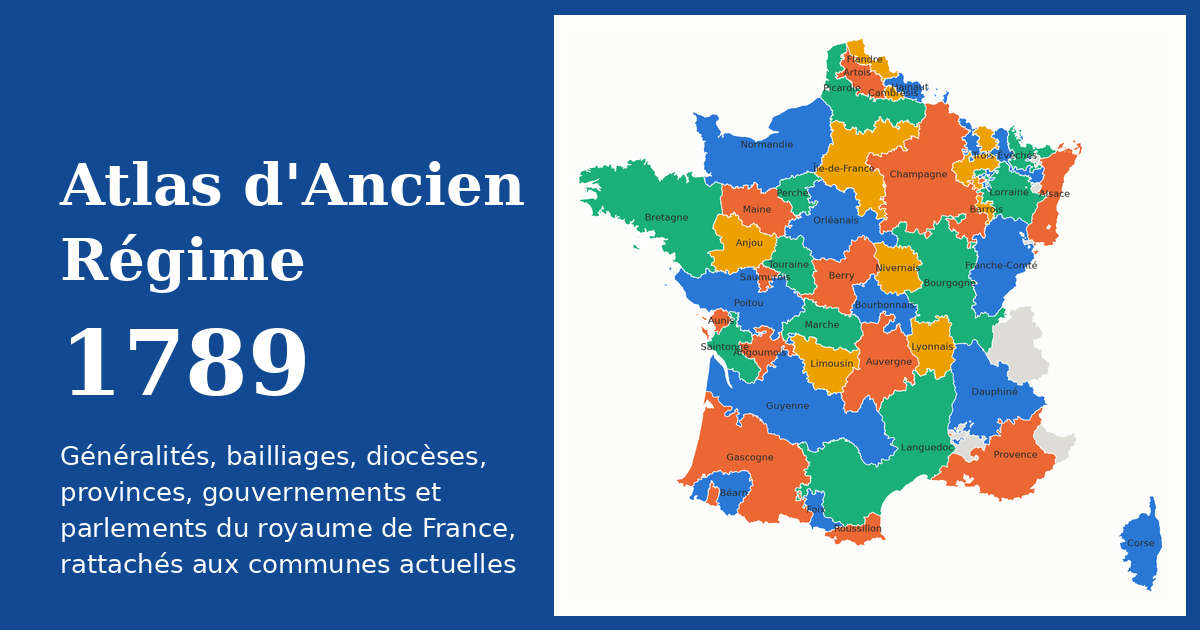 Atlas d'Ancien
Régime
1789
Généralités, bailliages, diocèses,
provinces, gouvernements et
parlements du royaume de France,
rattachés aux communes actuelles
Flandre
Artois
Picardie
Hainaut
Cambrésis
Normandie
Île-de-France
Trois-Évêchés
Champagne
Lorraine
Alsace
Perche
Maine
Barrois
Bretagne
Orléanais
Anjou
Touraine
Franche-Comté
Nivernais
Saumurois
Berry
Bourgogne
Poitou
Bourbonnais
Aunis
Marche
Saintonge
Angoumois
Lyonnais
Limousin
Auvergne
Dauphiné
Guyenne
Languedoc
Provence
Gascogne
Béarn
Foix
Roussillon
Corse